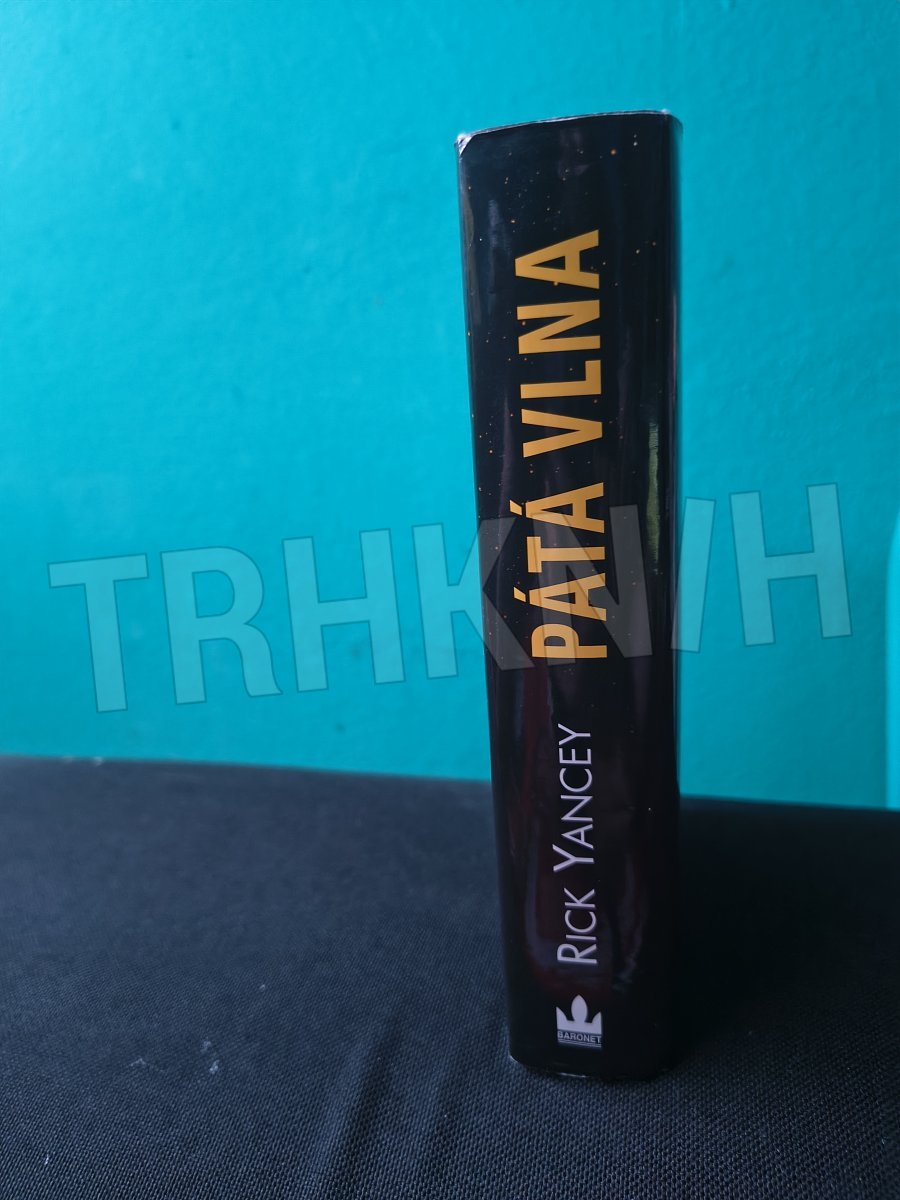 PÁTÁ VLNA
RICK YANCEY
BARONET
TRHKNIH